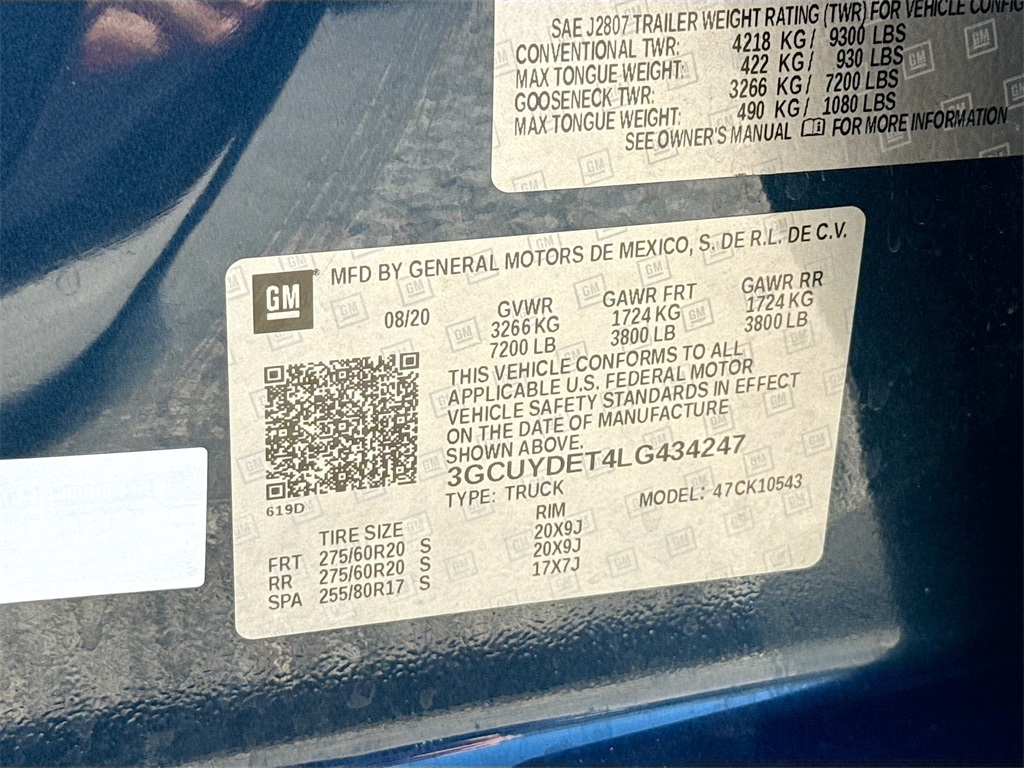 SAE J2807 TRAILER WEIGHT RATING (TWR) FOR VEHICLE
CONVENTIONAL TWR: 4218 KG/ 9300 LBS
MAX TONGUE WEIGHT: 422 KG/ 930 LBS
GOOSENECK TWR: 3266 KG/ 7200 LBS
MAX TONGUE WEIGHT: 490 KG/ 1080 LBS
SEE OWNER'S MANUAL FOR MORE INFORMATION
GM
MFD BY GENERAL MOTORS DE MEXICO, S. DE R.L. DE C.V.
08/20
GVWR GAWR FRT GAWR RR
3266 KG 1724 KG 1724 KG
7200 LB 3800 LB 3800 LB
THIS VEHICLE CONFORMS TO ALL
APPLICABLE U.S. FEDERAL MOTOR
VEHICLE SAFETY STANDARDS IN EFFECT
ON THE DATE OF MANUFACTURE
SHOWN ABOVE.
3GCUYDET4LG434247
TYPE: TRUCK MODEL: 47CK10543
619D
TIRE SIZE RIM
FRT 275/60R20 S 20X9J
RR 275/60R20 S 20X9J
SPA 255/80R17 S 17X7J